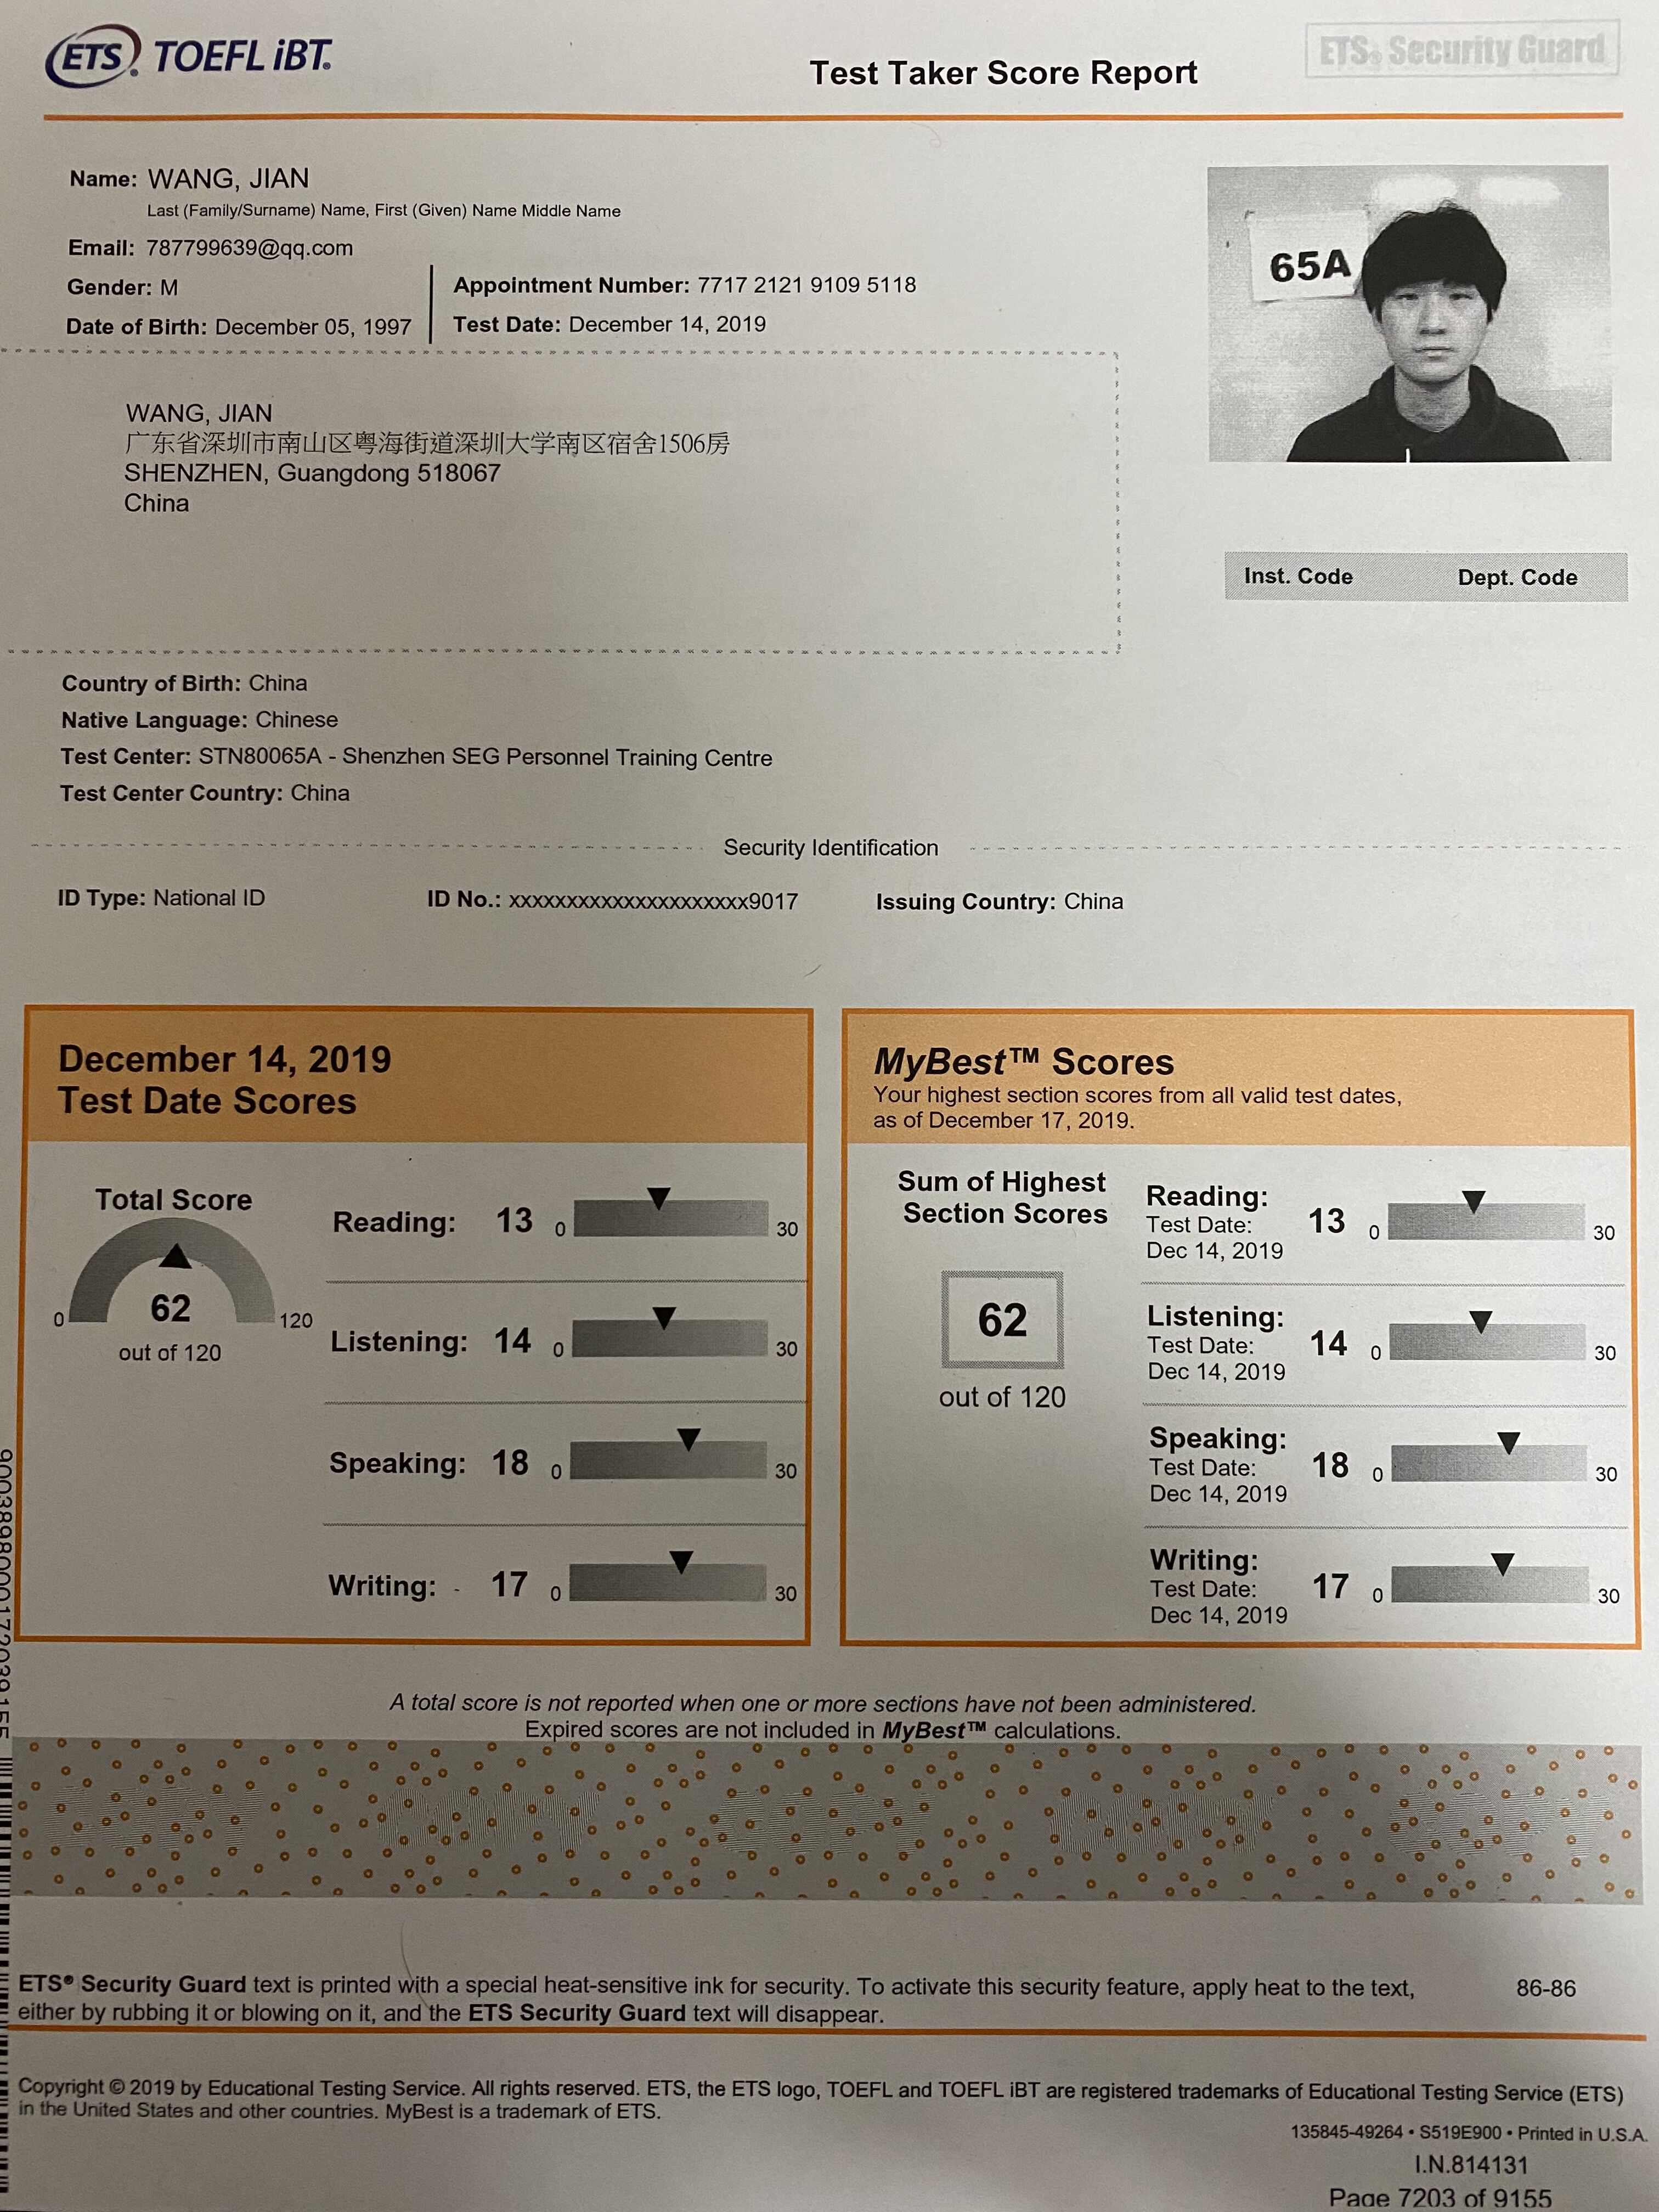 ETS® TOEFL iBT®
Test Taker Score Report
ETS® Security Guard
Name: WANG, JIAN
Last (Family/Surname) Name, First (Given) Name Middle Name
Email: 787799639@qq.com
Gender: M
Date of Birth: December 05, 1997
Appointment Number: 7717 2121 9109 5118
Test Date: December 14, 2019
65A
WANG, JIAN
广东省深圳市南山区粤海街道深圳大学南区宿舍1506房
SHENZHEN, Guangdong 518067
China
Inst. Code Dept. Code
Country of Birth: China
Native Language: Chinese
Test Center: STN80065A - Shenzhen SEG Personnel Training Centre
Test Center Country: China
Security Identification
ID Type: National ID ID No.: xxxxxxxxxxxxxxxxxxxxx9017 Issuing Country: China
December 14, 2019
Test Date Scores
Total Score
0 120
62
out of 120
Reading: 13 0 30
Listening: 14 0 30
Speaking: 18 0 30
Writing: 17 0 30
MyBest™ Scores
Your highest section scores from all valid test dates,
as of December 17, 2019.
Sum of Highest
Section Scores
62
out of 120
Reading:
Test Date:
Dec 14, 2019
13 0 30
Listening:
Test Date:
Dec 14, 2019
14 0 30
Speaking:
Test Date:
Dec 14, 2019
18 0 30
Writing:
Test Date:
Dec 14, 2019
17 0 30
A total score is not reported when one or more sections have not been administered.
Expired scores are not included in MyBest™ calculations.
ETS® Security Guard text is printed with a special heat-sensitive ink for security. To activate this security feature, apply heat to the text,
either by rubbing it or blowing on it, and the ETS Security Guard text will disappear.
86-86
Copyright © 2019 by Educational Testing Service. All rights reserved. ETS, the ETS logo, TOEFL and TOEFL iBT are registered trademarks of Educational Testing Service (ETS)
in the United States and other countries. MyBest is a trademark of ETS.
135845-49264 • S519E900 • Printed in U.S.A.
I.N.814131
Page 7203 of 9155